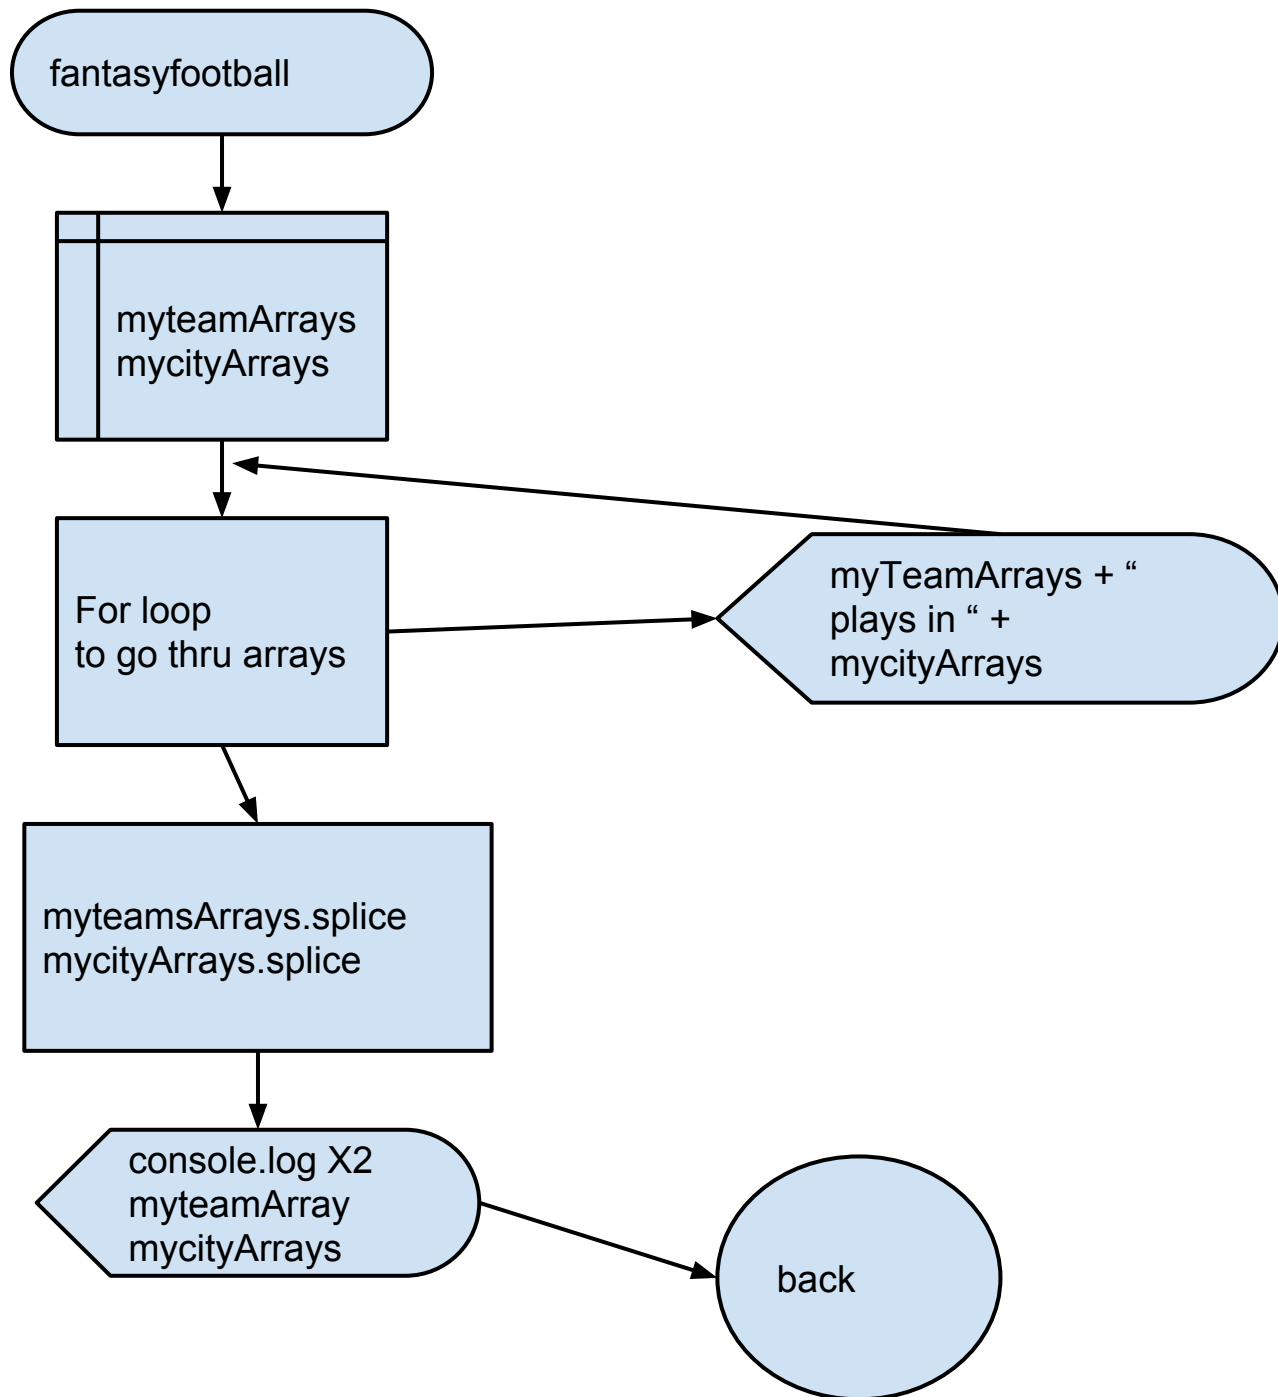 fantasyfootball
myteamArrays
mycityArrays
For loop
to go thru arrays
myTeamArrays + “
plays in “ +
mycityArrays
myteamsArrays.splice
mycityArrays.splice
console.log X2
myteamArray
mycityArrays
back